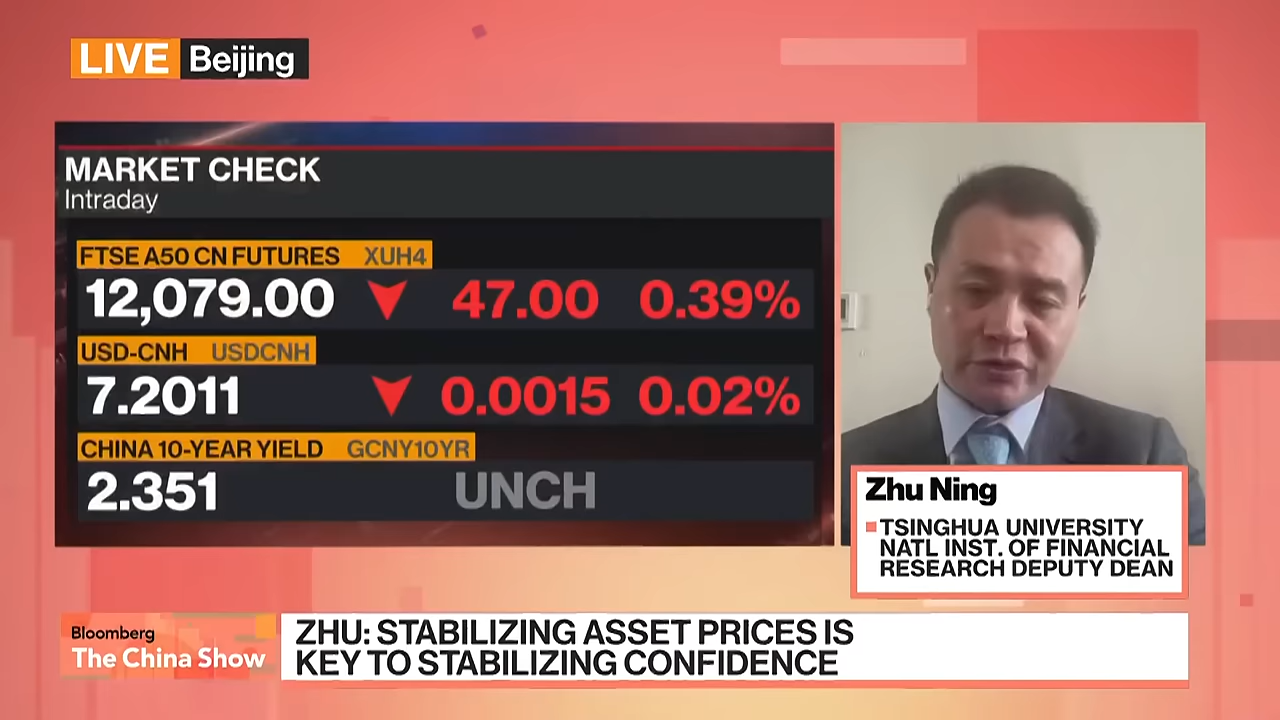 LIVE Beijing
MARKET CHECK
Intraday
FTSE A50 CN FUTURES XUH4
12,079.00 47.00 0.39%
USD-CNH USDCNH
7.2011 0.0015 0.02%
CHINA 10-YEAR YIELD GCNY10YR
2.351 UNCH
Zhu Ning
TSINGHUA UNIVERSITY
NATL INST. OF FINANCIAL
RESEARCH DEPUTY DEAN
Bloomberg
The China Show
ZHU: STABILIZING ASSET PRICES IS
KEY TO STABILIZING CONFIDENCE